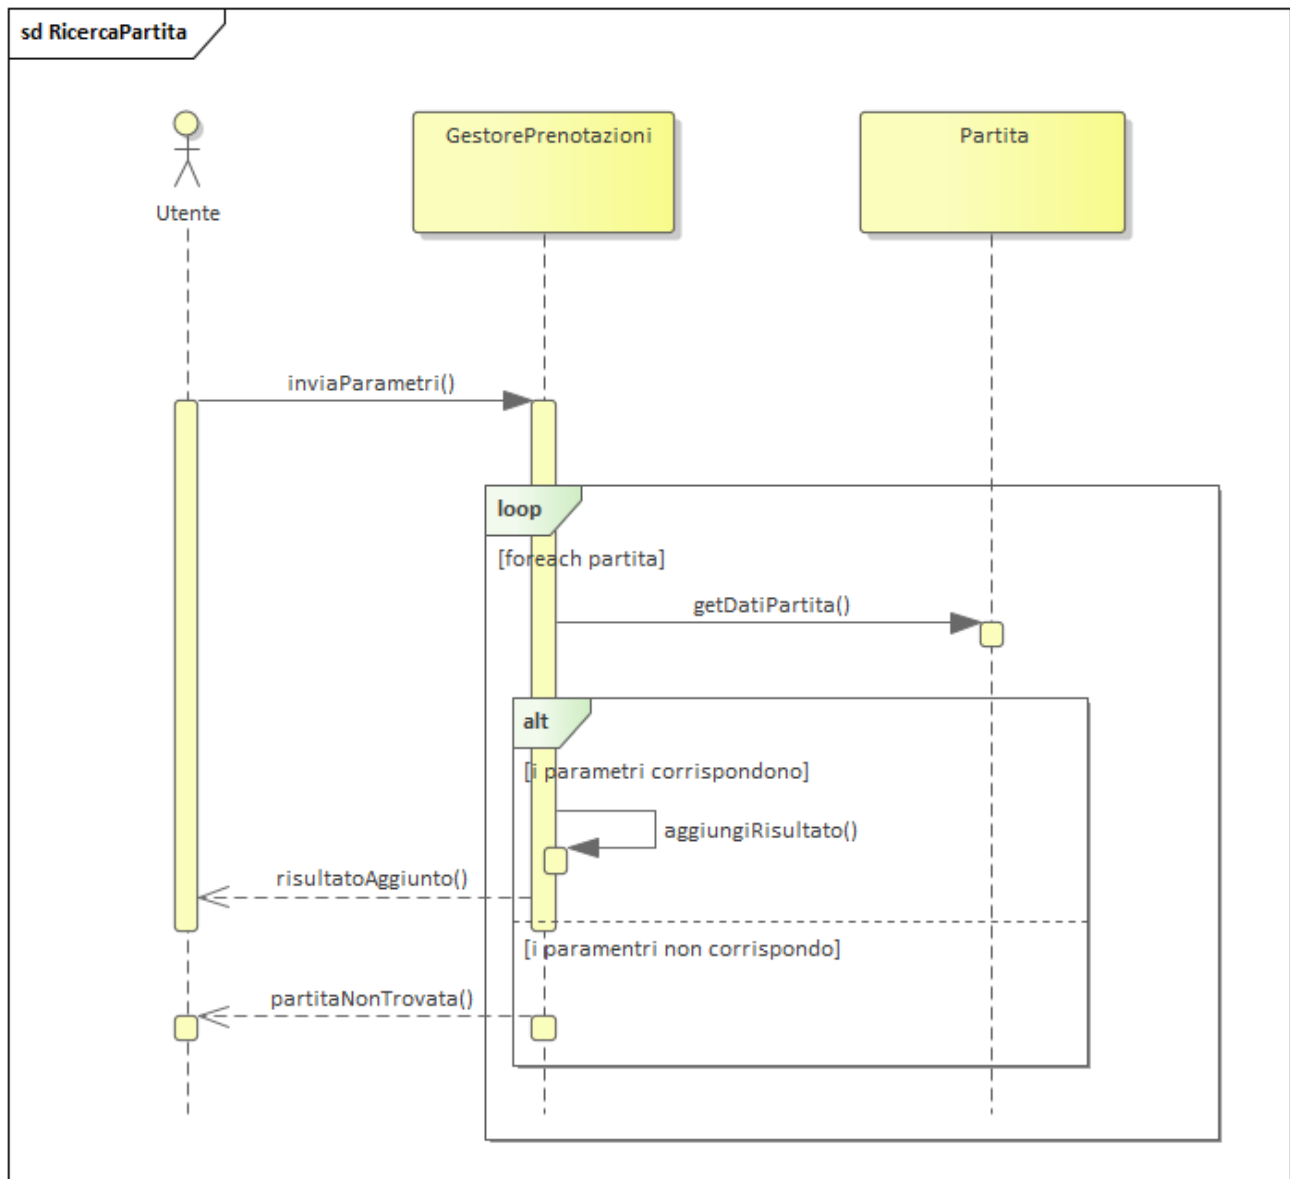 sd RicercaPartita
Utente
GestorePrenotazioni
Partita
inviaParametri()
loop
[foreach partita]
getDatiPartita()
alt
[i parametri corrispondono]
aggiungiRisultato()
risultatoAggiunto()
[i paramentri non corrispondo]
partitaNonTrovata()